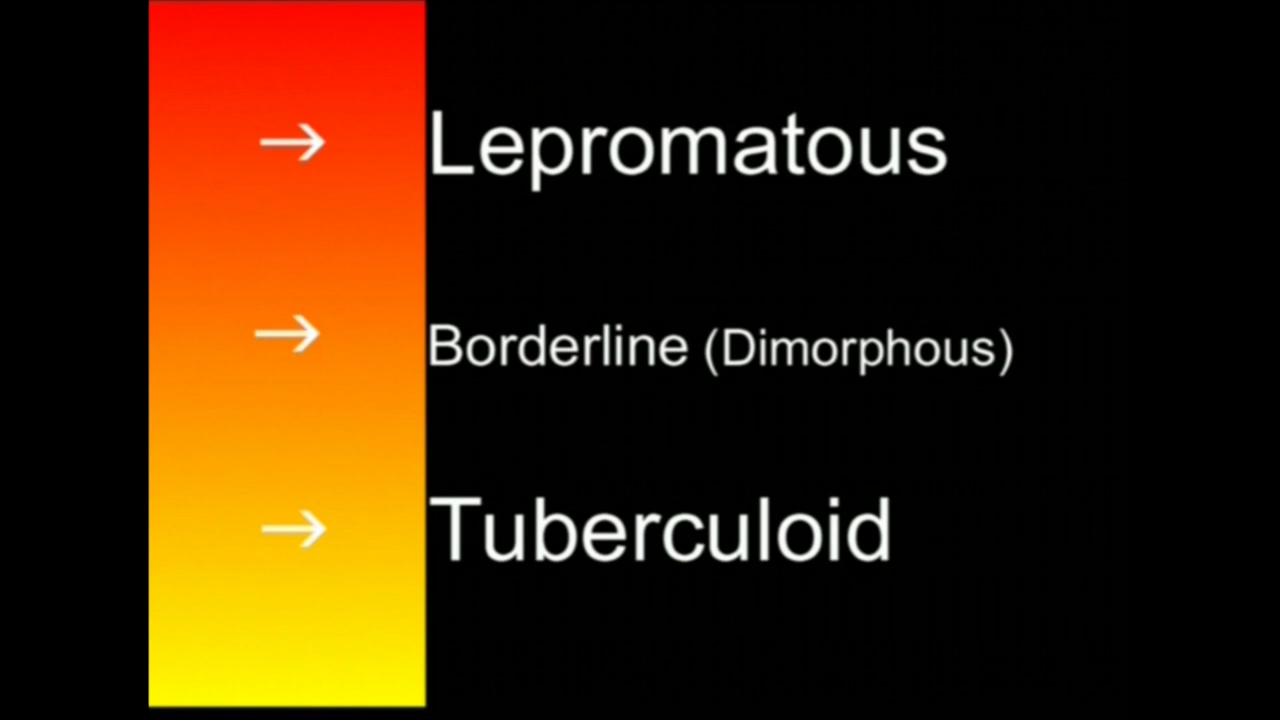 → Lepromatous
→ Borderline (Dimorphous)
→ Tuberculoid